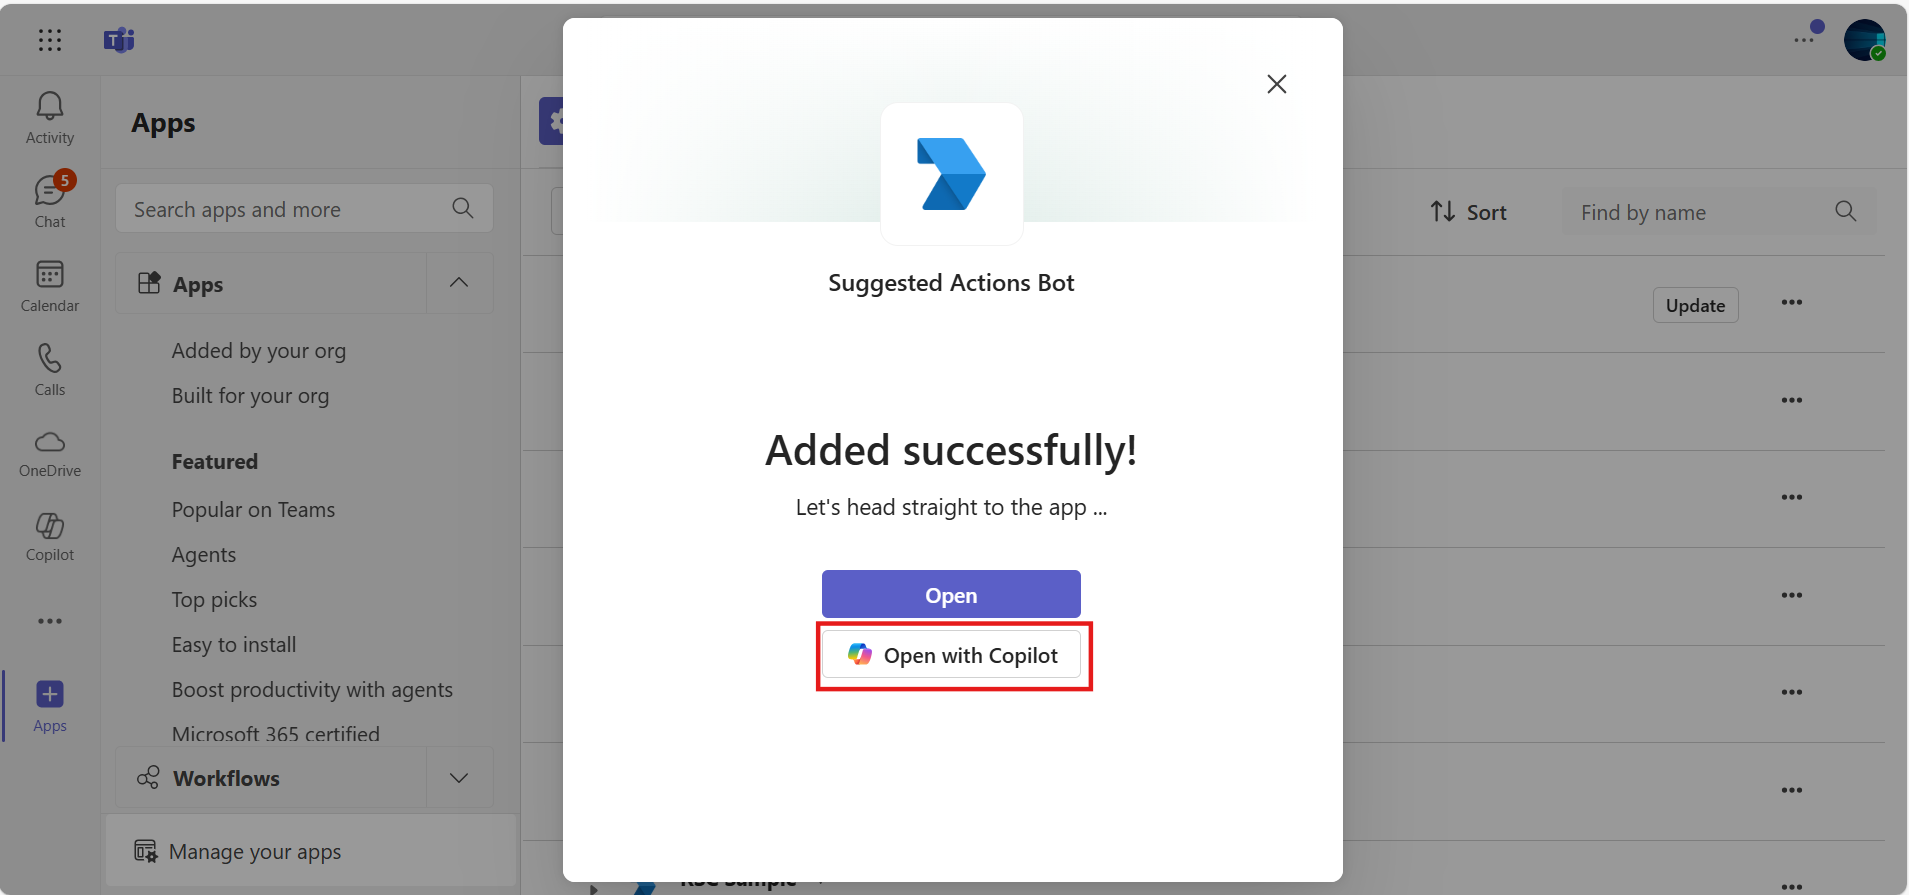 Activity
5
Chat
Calendar
Calls
OneDrive
Copilot
Apps
Apps
Search apps and more
Apps
Added by your org
Built for your org
Featured
Popular on Teams
Agents
Top picks
Easy to install
Boost productivity with agents
Microsoft 365 certified
Workflows
Manage your apps
Suggested Actions Bot
Added successfully!
Let's head straight to the app ...
Open
Open with Copilot
Sort
Find by name
Update